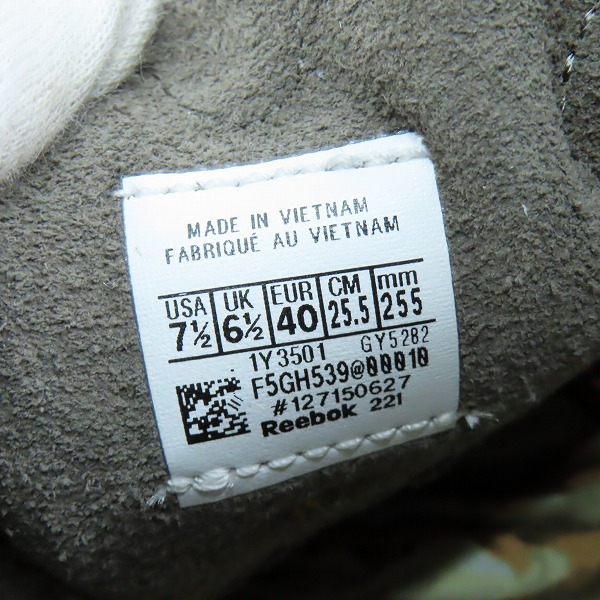 MADE IN VIETNAM
FABRIQUÉ AU VIETNAM
USA UK EUR CM mm
7½ 6½ 40 25.5 255
1Y3501 GY5282
F5GH539@00010
#127150627
Reebok 221